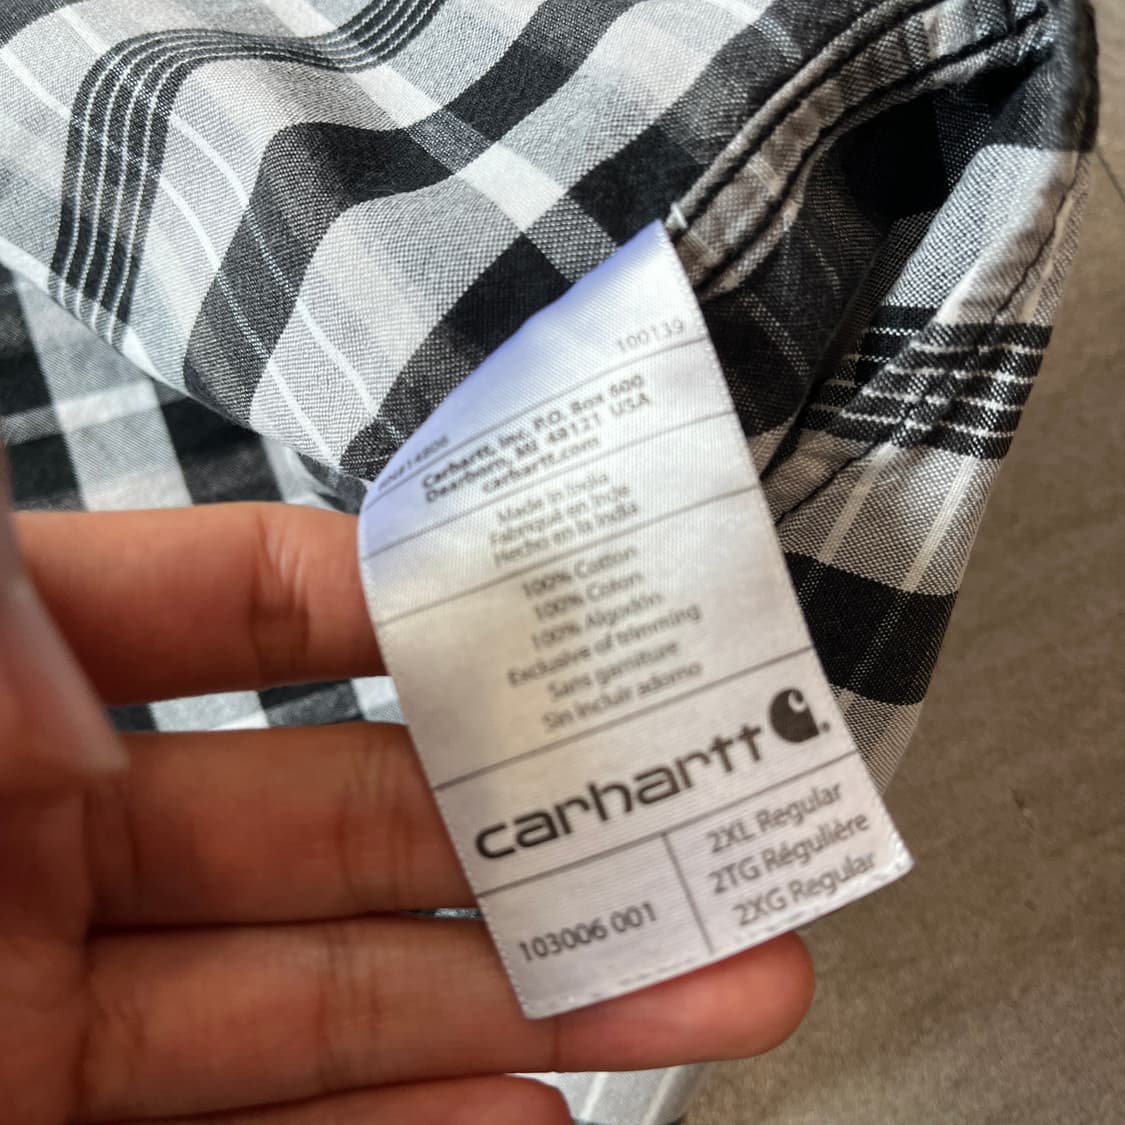 100139
RN#14806
Carhartt, Inc. P.O. Box 600
Dearborn, MI 48121 USA
carhartt.com
Made in India
Fabriqué en Inde
Hecho en la India
100% Cotton
100% Coton
100% Algodón
Exclusive of trimming
Sans garniture
Sin incluir adorno
carhartt
103006 001
2XL Regular
2TG Régulière
2XG Regular